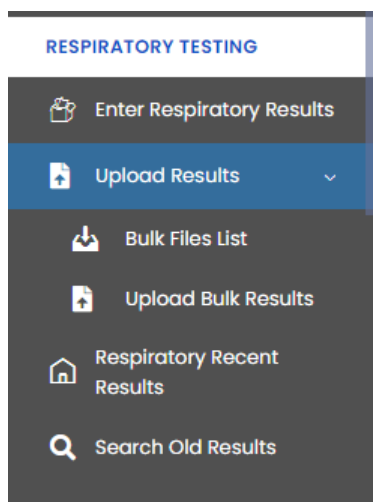 RESPIRATORY TESTING
Enter Respiratory Results
Upload Results
Bulk Files List
Upload Bulk Results
Respiratory Recent
Results
Search Old Results